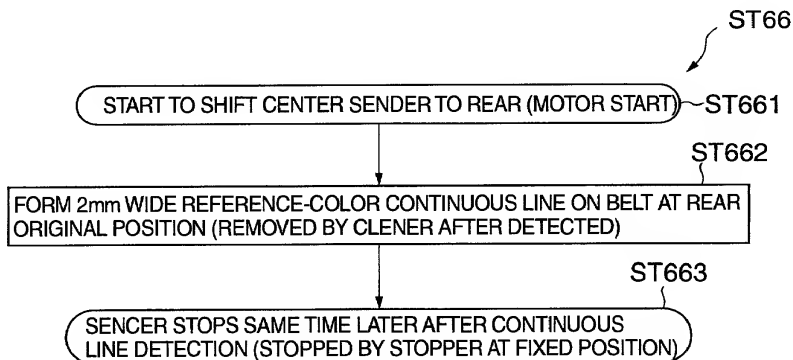 ST66
START TO SHIFT CENTER SENDER TO REAR (MOTOR START)
ST661
ST662
FORM 2mm WIDE REFERENCE-COLOR CONTINUOUS LINE ON BELT AT REAR
ORIGINAL POSITION (REMOVED BY CLENER AFTER DETECTED)
ST663
SENCER STOPS SAME TIME LATER AFTER CONTINUOUS
LINE DETECTION (STOPPED BY STOPPER AT FIXED POSITION)